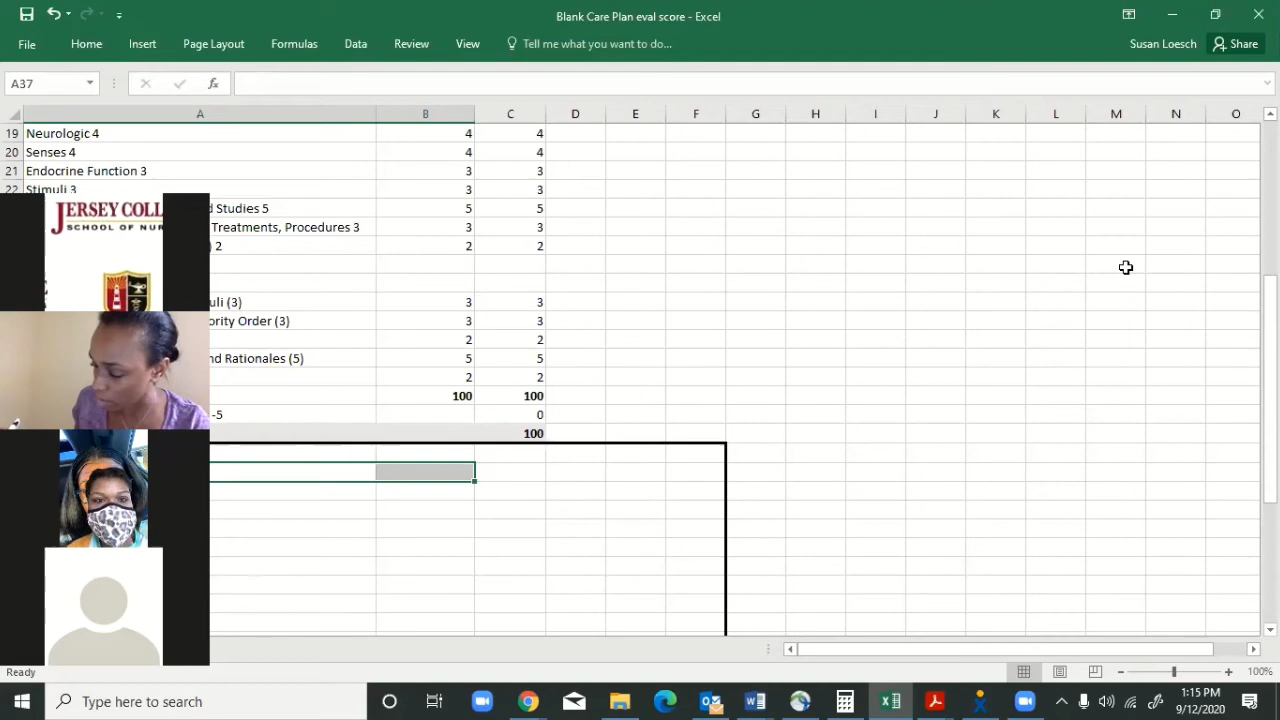 Blank Care Plan eval score - Excel
File Home Insert Page Layout Formulas Data Review View Tell me what you want to do... Susan Loesch Share
A37 fx
A B C D E F G H I J K L M N O
19 Neurologic 4 4 4
20 Senses 4 4 4
21 Endocrine Function 3 3 3
22 Stimuli 3 3 3
d Studies 5 5 5
Treatments, Procedures 3 3 3
) 2 2 2
uli (3) 3 3
ority Order (3) 3 3
2 2
nd Rationales (5) 5 5
2 2
100 100
-5 0
100
JERSEY COLL
SCHOOL OF NUR
Ready 100%
Type here to search 1:15 PM
9/12/2020